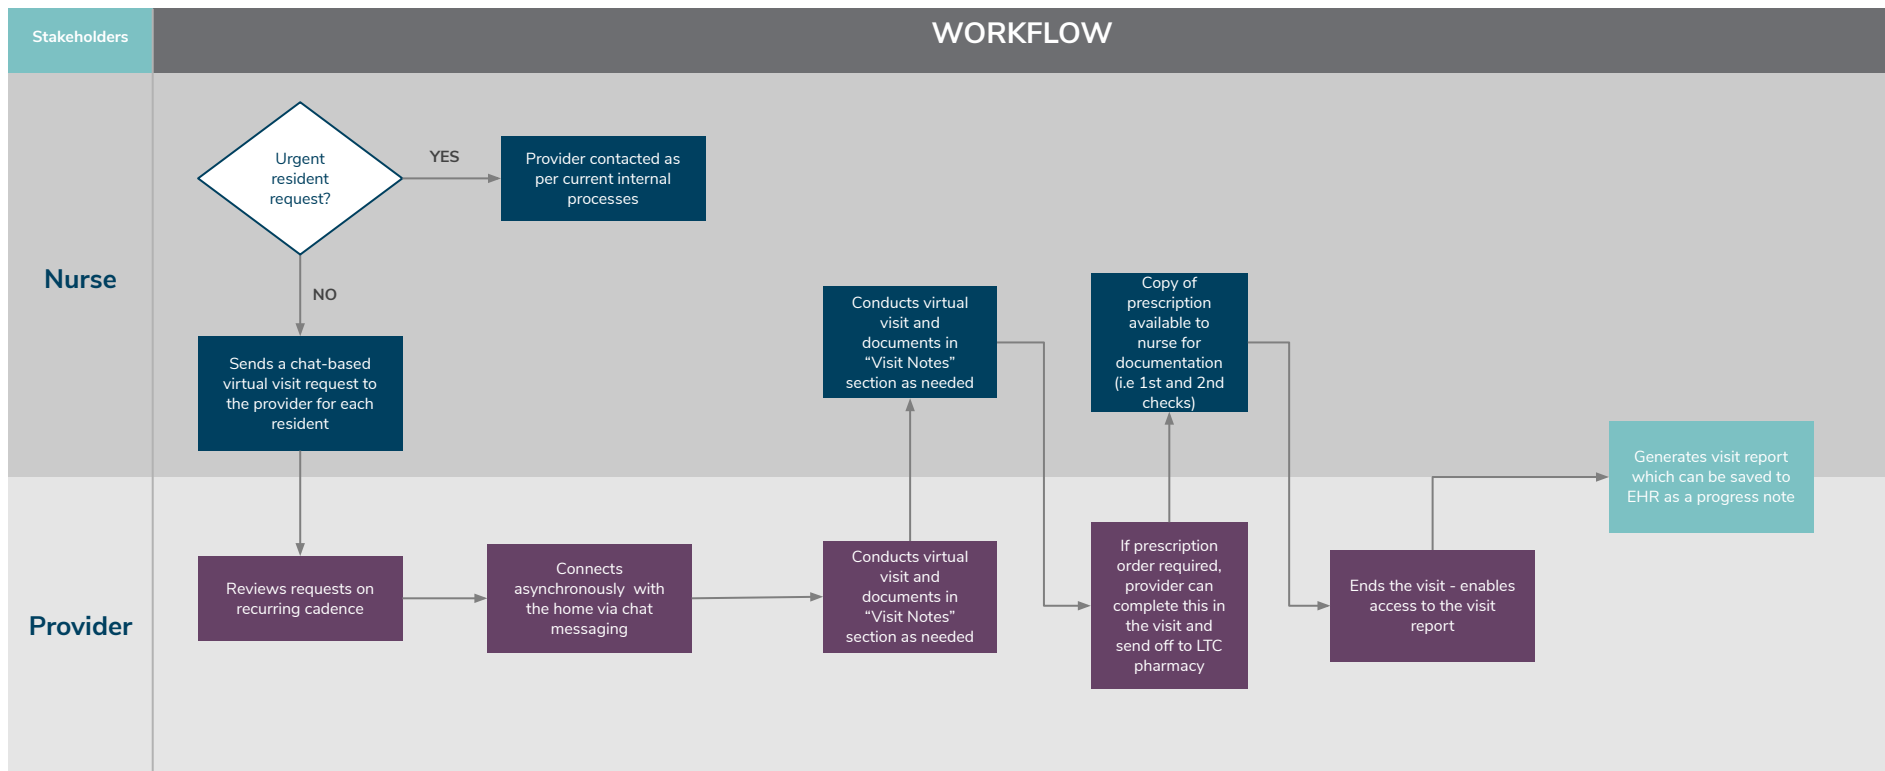 Stakeholders
WORKFLOW
Nurse
Urgent
resident
request?
YES
Provider contacted as
per current internal
processes
NO
Sends a chat-based
virtual visit request to
the provider for each
resident
Conducts virtual
visit and
documents in
“Visit Notes”
section as needed
Copy of
prescription
available to
nurse for
documentation
(i.e 1st and 2nd
checks)
Generates visit report
which can be saved to
EHR as a progress note
Provider
Reviews requests on
recurring cadence
Connects
asynchronously  with
the home via chat
messaging
Conducts virtual
visit and
documents in
“Visit Notes”
section as needed
If prescription
order required,
provider can
complete this in
the visit and
send off to LTC
pharmacy
Ends the visit - enables
access to the visit
report